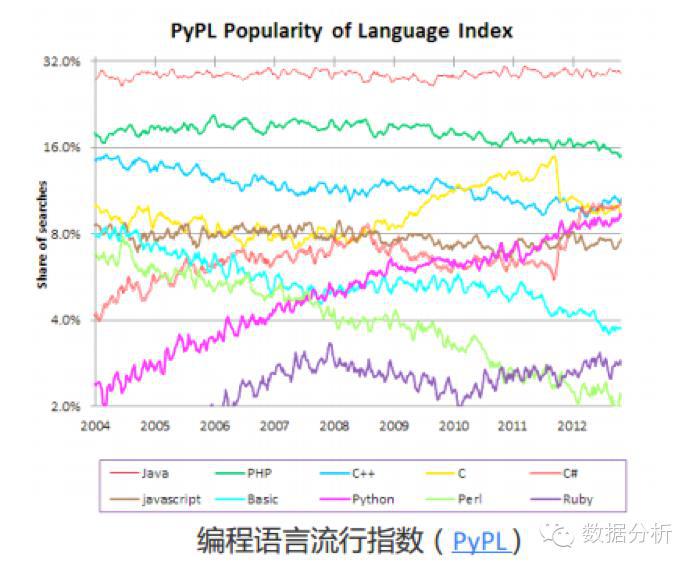 PyPL Popularity of Language Index
32.0%
16.0%
8.0%
4.0%
2.0%
Share of searches
2004 2005 2006 2007 2008 2009 2010 2011 2012
Java PHP C++ C C#
javascript Basic Python Perl Ruby
编程语言流行指数（PyPL）
数据分析